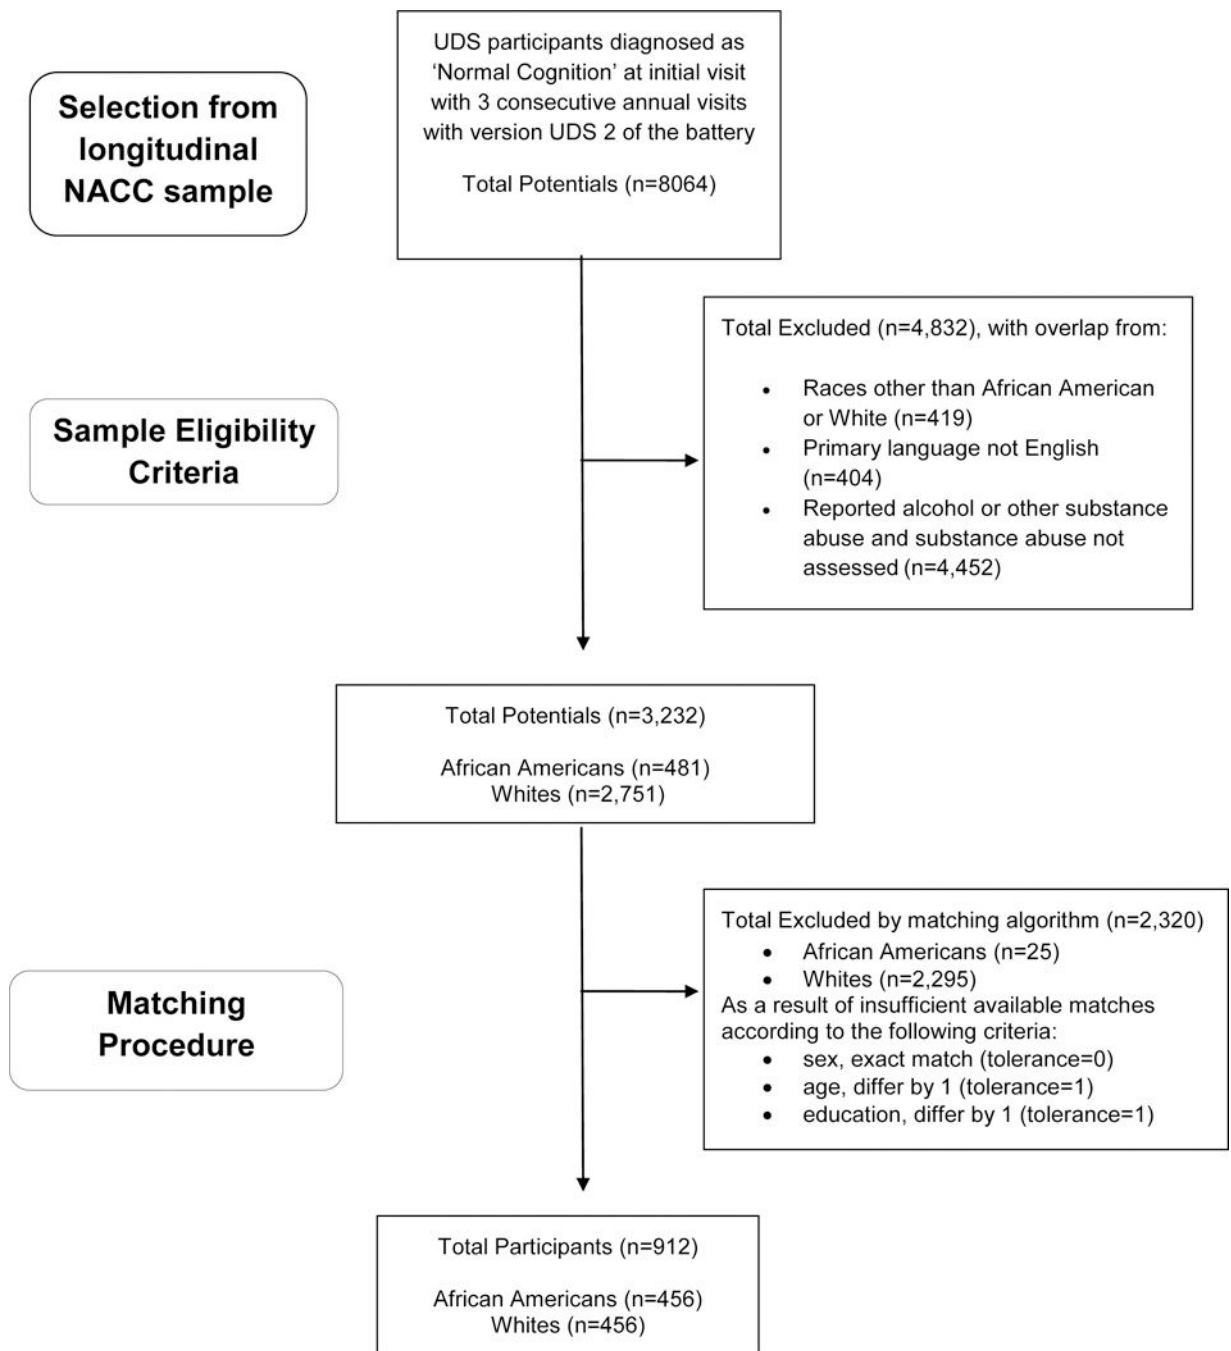 UDS participants diagnosed as
‘Normal Cognition’ at initial visit
with 3 consecutive annual visits
with version UDS 2 of the battery
Total Potentials (n=8064)
Selection from
longitudinal
NACC sample
Total Excluded (n=4,832), with overlap from:
• Races other than African American
or White (n=419)
• Primary language not English
(n=404)
• Reported alcohol or other substance
abuse and substance abuse not
assessed (n=4,452)
Sample Eligibility
Criteria
Total Potentials (n=3,232)
African Americans (n=481)
Whites (n=2,751)
Total Excluded by matching algorithm (n=2,320)
• African Americans (n=25)
• Whites (n=2,295)
As a result of insufficient available matches
according to the following criteria:
• sex, exact match (tolerance=0)
• age, differ by 1 (tolerance=1)
• education, differ by 1 (tolerance=1)
Matching
Procedure
Total Participants (n=912)
African Americans (n=456)
Whites (n=456)